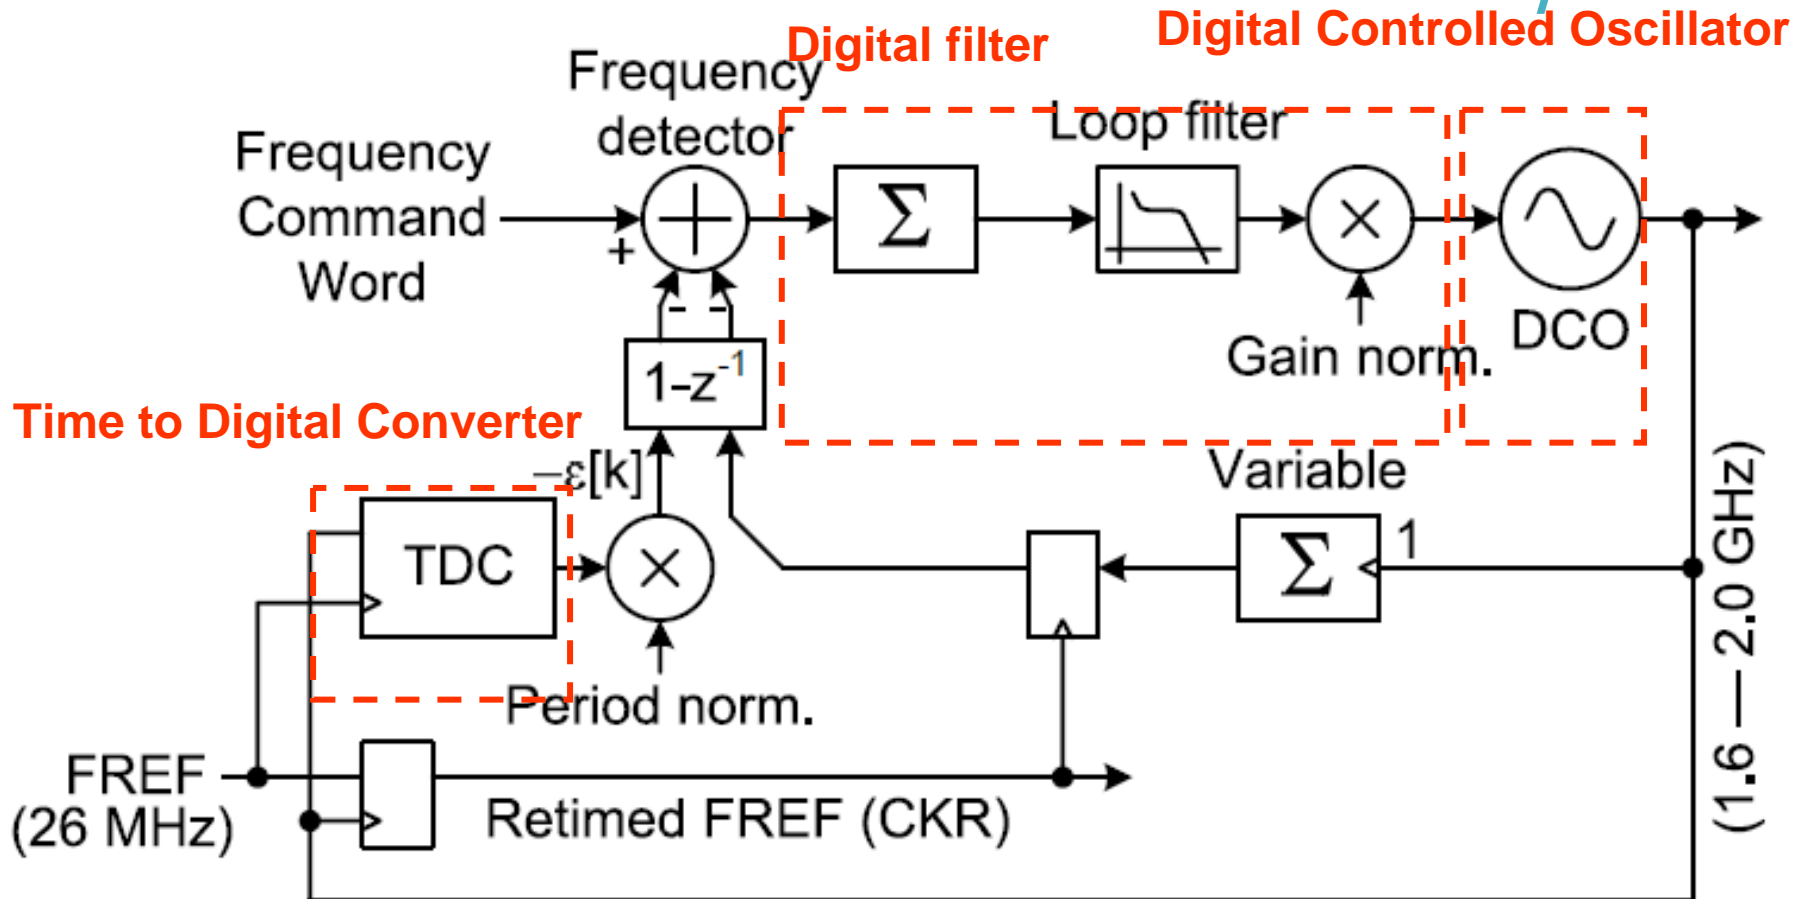 Digital Controlled Oscillator
Digital filter
Frequency
detector
Loop filter
Frequency
Command
Word
+
Σ
- -
Gain norm.
DCO
1-z-1
Time to Digital Converter
–ε[k]
Variable
TDC
Σ
1
(1.6 — 2.0 GHz)
Period norm.
FREF
(26 MHz)
Retimed FREF (CKR)